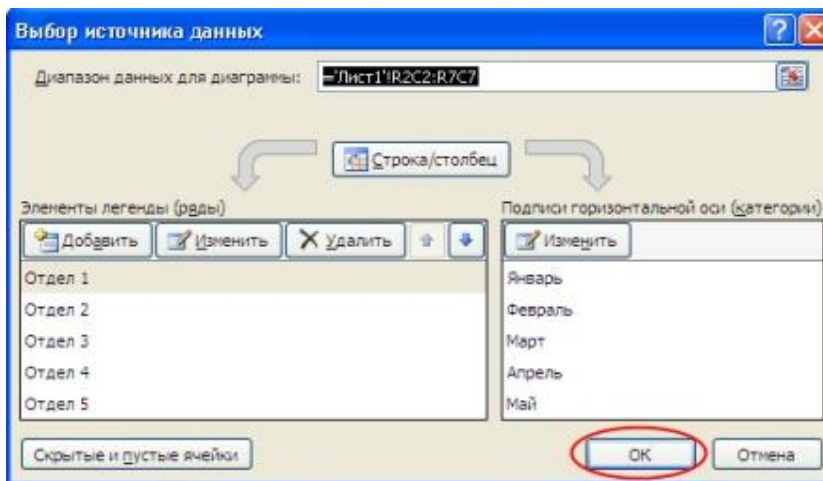 Выбор источника данных
Диапазон данных для диаграммы: ='Лист1'!R2C2:R7C7
Строка/столбец
Элементы легенды (ряды)
Добавить Изменить Удалить
Отдел 1
Отдел 2
Отдел 3
Отдел 4
Отдел 5
Подписи горизонтальной оси (категории)
Изменить
Январь
Февраль
Март
Апрель
Май
Скрытые и пустые ячейки
ОК Отмена